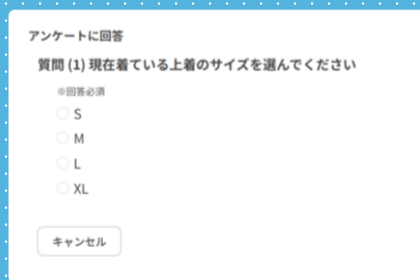 アンケートに回答
質問 (1) 現在着ている上着のサイズを選んでください
※回答必須
S
M
L
XL
キャンセル